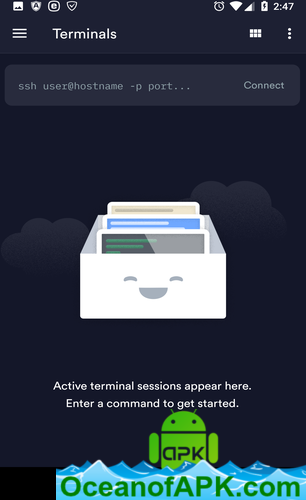 2:47
Terminals
ssh user@hostname -p port... Connect
Active terminal sessions appear here.
Enter a command to get started.
APK
OceanofAPK.com